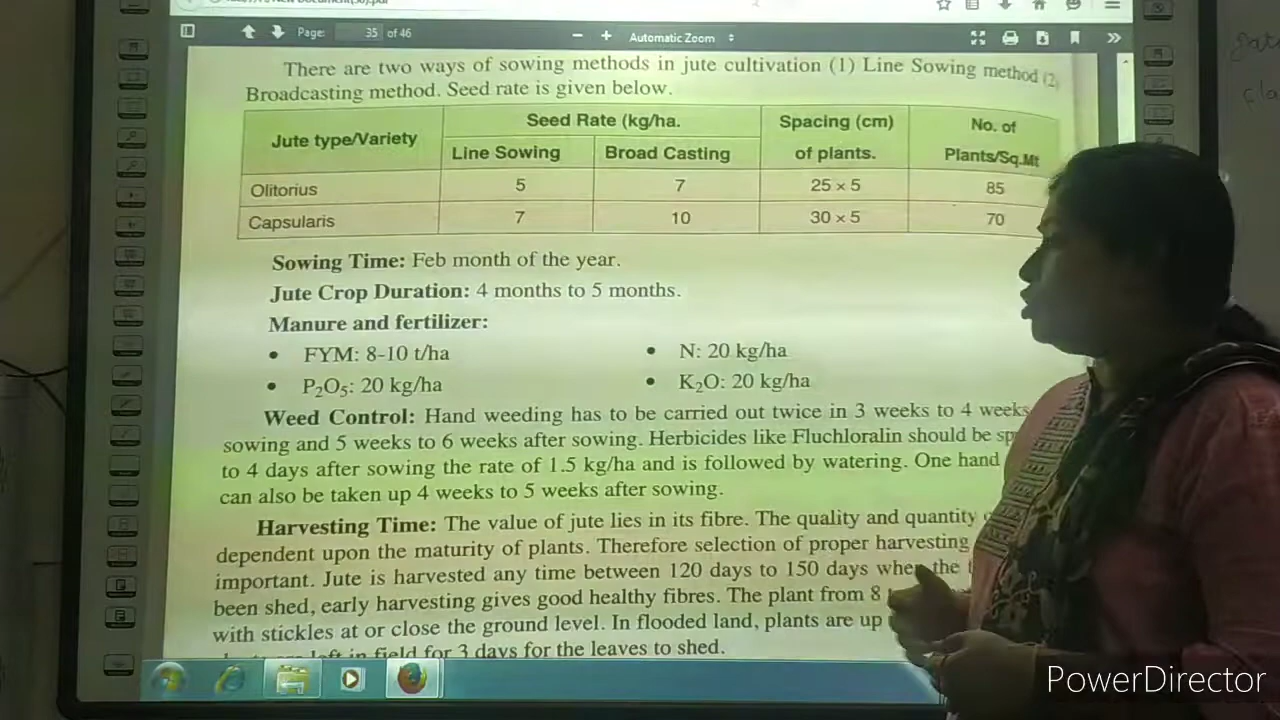 Page: 35 of 46
Automatic Zoom
There are two ways of sowing methods in jute cultivation (1) Line Sowing method (2)
Broadcasting method. Seed rate is given below.
Jute type/Variety Seed Rate (kg/ha. Spacing (cm) of plants. No. of Plants/Sq.Mt
Line Sowing Broad Casting
Olitorius 5 7 25 × 5 85
Capsularis 7 10 30 × 5 70
Sowing Time: Feb month of the year.
Jute Crop Duration: 4 months to 5 months.
Manure and fertilizer:
• FYM: 8-10 t/ha • N: 20 kg/ha
• P₂O₅: 20 kg/ha • K₂O: 20 kg/ha
Weed Control: Hand weeding has to be carried out twice in 3 weeks to 4 weeks
sowing and 5 weeks to 6 weeks after sowing. Herbicides like Fluchloralin should be
to 4 days after sowing the rate of 1.5 kg/ha and is followed by watering. One hand
can also be taken up 4 weeks to 5 weeks after sowing.
Harvesting Time: The value of jute lies in its fibre. The quality and quantity
dependent upon the maturity of plants. Therefore selection of proper harvesting
important. Jute is harvested any time between 120 days to 150 days when the
been shed, early harvesting gives good healthy fibres. The plant from 8
with stickles at or close the ground level. In flooded land, plants are up
left in field for 3 days for the leaves to shed.
PowerDirector